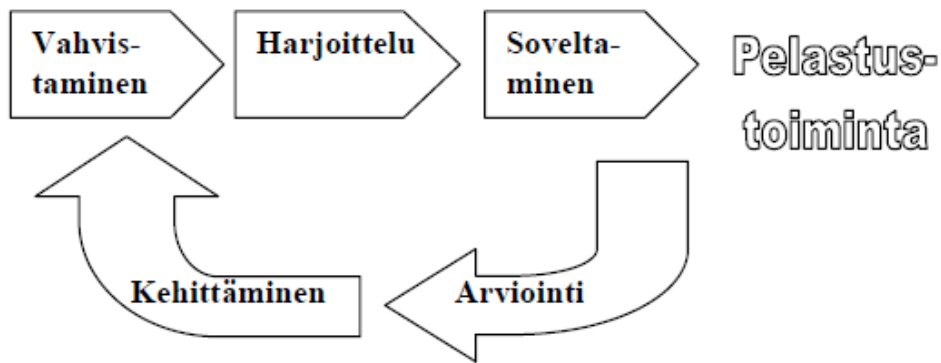 Vahvis-
taminen
Harjoittelu
Sovelta-
minen
Pelastus-
toiminta
Kehittäminen
Arviointi